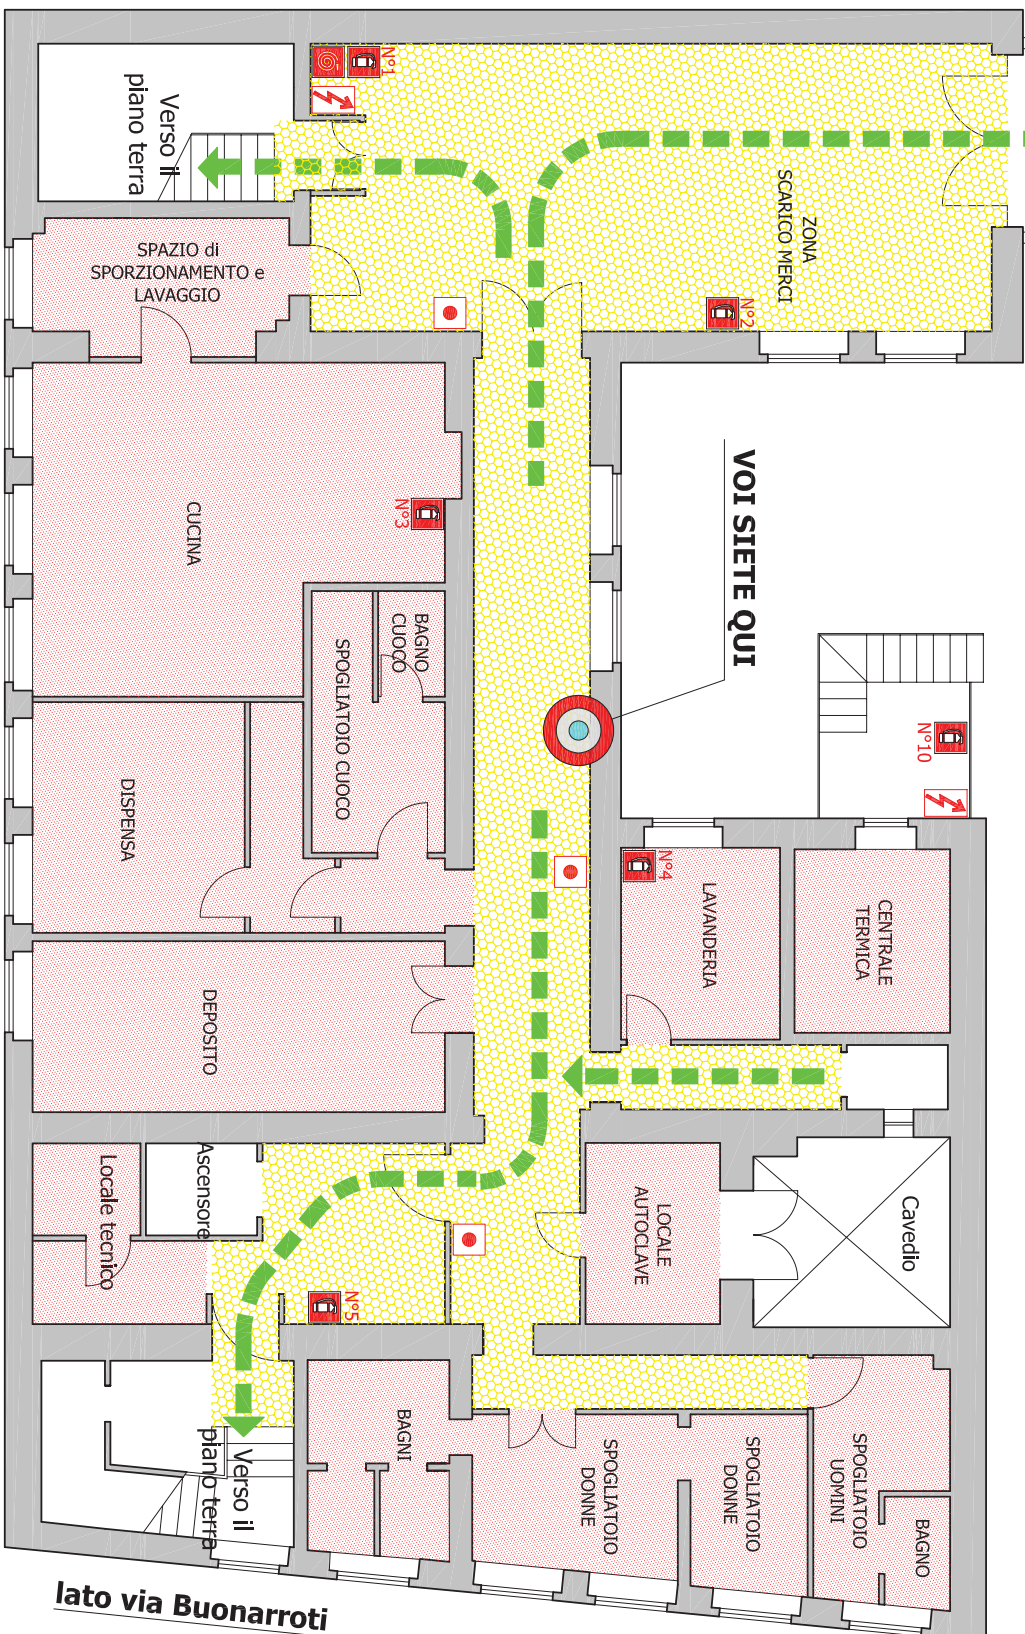 N°1
Verso il
piano terra
ZONA
SCARICO MERCI
SPAZIO di
SPORZIONAMENTO e
LAVAGGIO
N°2
VOI SIETE QUI
CUCINA
N°3
BAGNO
CUOCO
SPOGLIATOIO CUOCO
N°10
DISPENSA
N°4
LAVANDERIA
CENTRALE
TERMICA
DEPOSITO
Ascensore
Locale tecnico
LOCALE
AUTOCLAVE
Cavedio
N°5
BAGNI
SPOGLIATOIO
DONNE
SPOGLIATOIO
DONNE
SPOGLIATOIO
UOMINI
BAGNO
Verso il
piano terra
lato via Buonarroti